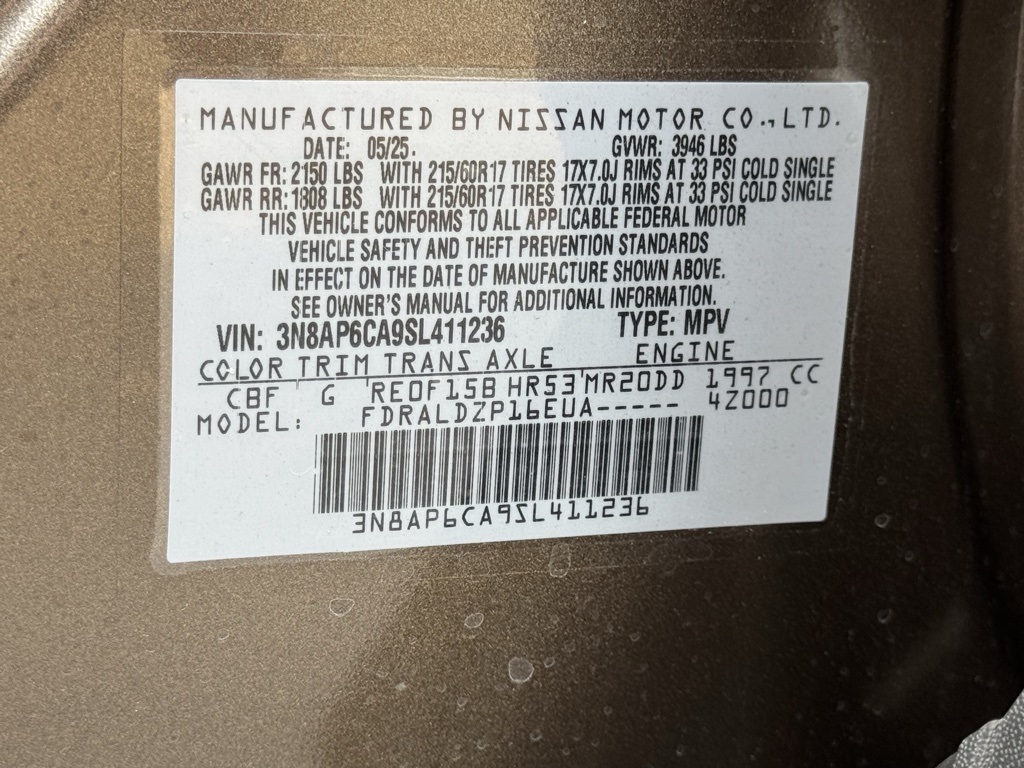 MANUFACTURED BY NISSAN MOTOR CO., LTD.
DATE: 05/25. GVWR: 3946 LBS
GAWR FR: 2150 LBS WITH 215/60R17 TIRES 17X7.0J RIMS AT 33 PSI COLD SINGLE
GAWR RR: 1808 LBS WITH 215/60R17 TIRES 17X7.0J RIMS AT 33 PSI COLD SINGLE
THIS VEHICLE CONFORMS TO ALL APPLICABLE FEDERAL MOTOR
VEHICLE SAFETY AND THEFT PREVENTION STANDARDS
IN EFFECT ON THE DATE OF MANUFACTURE SHOWN ABOVE.
SEE OWNER'S MANUAL FOR ADDITIONAL INFORMATION.
VIN: 3N8AP6CA9SL411236 TYPE: MPV
COLOR TRIM TRANS AXLE ENGINE
CBF G RE0F15B HR53 MR20DD 1997 CC
MODEL: FDRALDZP16EUA----- 42000
3N8AP6CA9SL411236